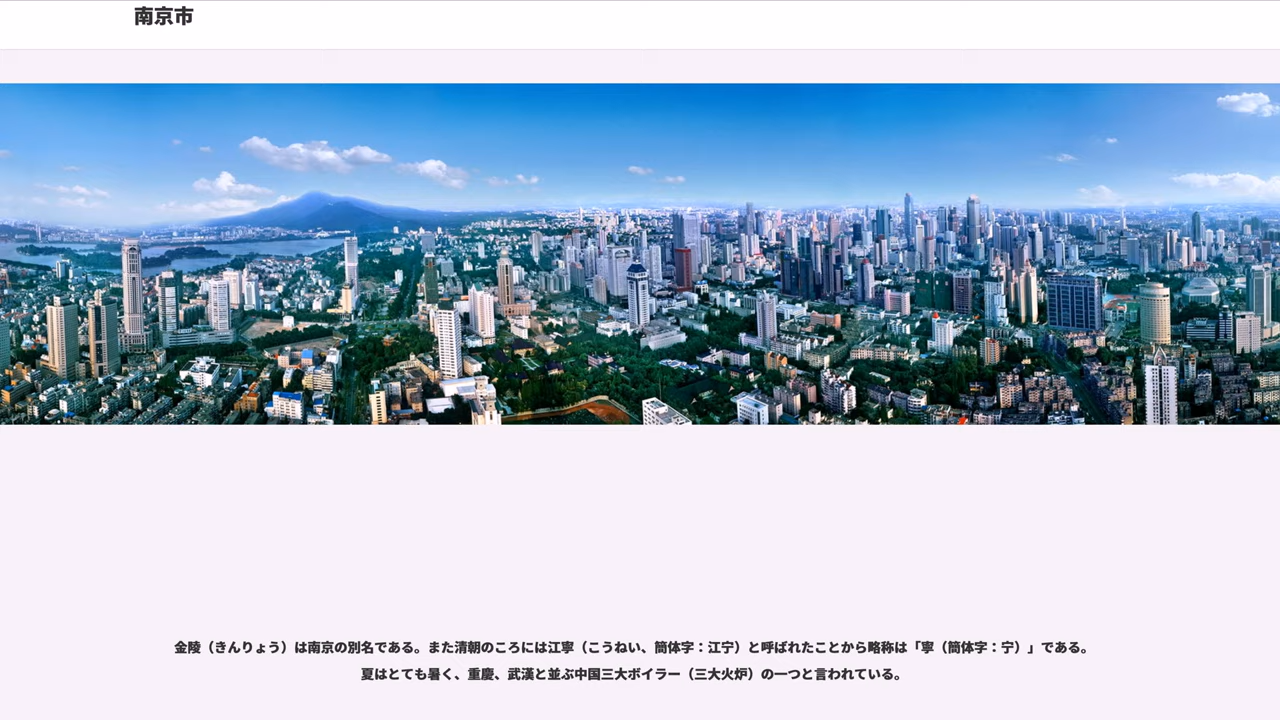 南京市
金陵（きんりょう）は南京の別名である。また清朝のころには江寧（こうねい、簡体字：江宁）と呼ばれたことから略称は「寧（簡体字：宁）」である。
夏はとても暑く、重慶、武漢と並ぶ中国三大ボイラー（三大火炉）の一つと言われている。